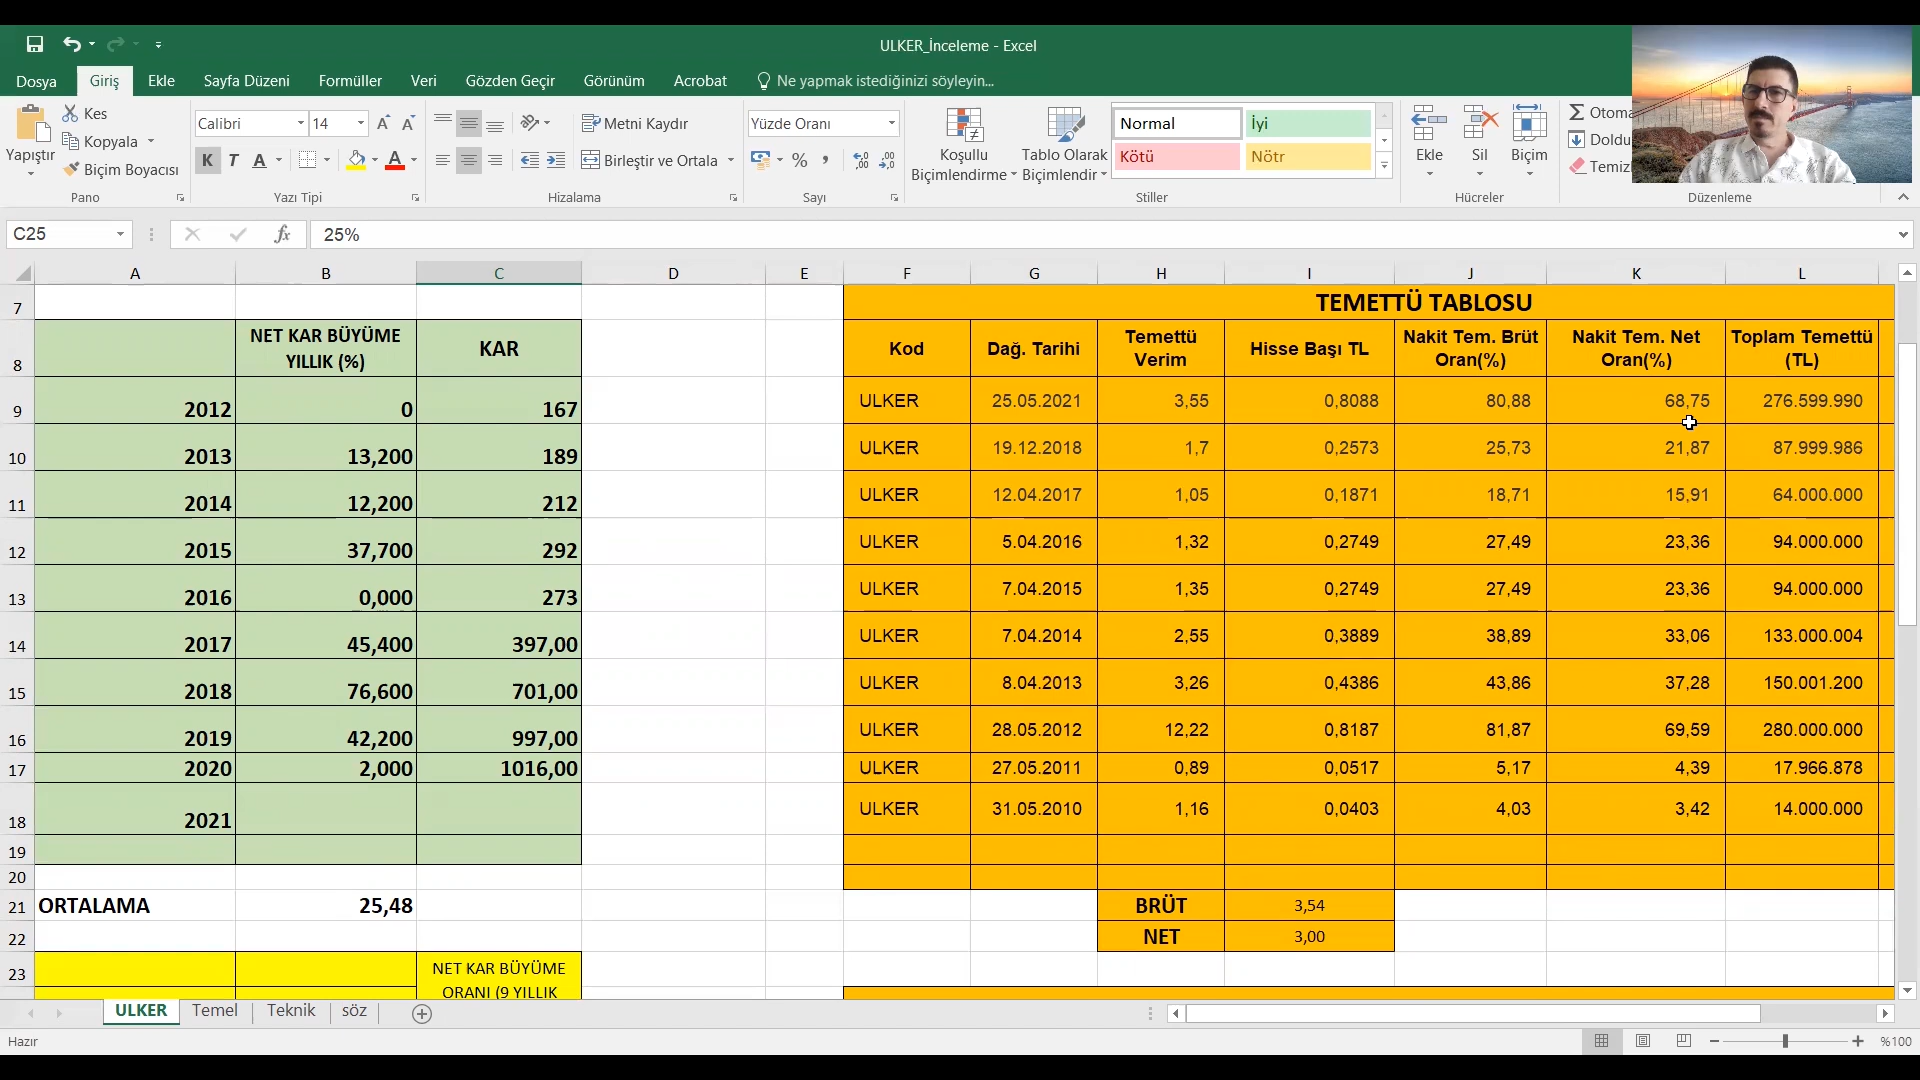 ULKER_İnceleme - Excel
Dosya Giriş Ekle Sayfa Düzeni Formüller Veri Gözden Geçir Görünüm Acrobat Ne yapmak istediğinizi söyleyin...
Yapıştır
Kes
Kopyala
Biçim Boyacısı
Pano
Calibri 14
K T A
Yazı Tipi
Metni Kaydır
Birleştir ve Ortala
Hizalama
Yüzde Oranı
Sayı
Koşullu Biçimlendirme
Tablo Olarak Biçimlendir
Normal İyi
Kötü Nötr
Stiller
Ekle Sil Biçim
Hücreler
Otoma
Doldu
Temiz
Düzenleme
C25 fx 25%
A B C D E F G H I J K L
7 TEMETTÜ TABLOSU
8 NET KAR BÜYÜME YILLIK (%) KAR Kod Dağ. Tarihi Temettü Verim Hisse Başı TL Nakit Tem. Brüt Oran(%) Nakit Tem. Net Oran(%) Toplam Temettü (TL)
9 2012 0 167 ULKER 25.05.2021 3,55 0,8088 80,88 68,75 276.599.990
10 2013 13,200 189 ULKER 19.12.2018 1,7 0,2573 25,73 21,87 87.999.986
11 2014 12,200 212 ULKER 12.04.2017 1,05 0,1871 18,71 15,91 64.000.000
12 2015 37,700 292 ULKER 5.04.2016 1,32 0,2749 27,49 23,36 94.000.000
13 2016 0,000 273 ULKER 7.04.2015 1,35 0,2749 27,49 23,36 94.000.000
14 2017 45,400 397,00 ULKER 7.04.2014 2,55 0,3889 38,89 33,06 133.000.004
15 2018 76,600 701,00 ULKER 8.04.2013 3,26 0,4386 43,86 37,28 150.001.200
16 2019 42,200 997,00 ULKER 28.05.2012 12,22 0,8187 81,87 69,59 280.000.000
17 2020 2,000 1016,00 ULKER 27.05.2011 0,89 0,0517 5,17 4,39 17.966.878
18 2021 ULKER 31.05.2010 1,16 0,0403 4,03 3,42 14.000.000
19
20
21 ORTALAMA 25,48 BRÜT 3,54
22 NET 3,00
23 NET KAR BÜYÜME
ORANI (9 YILLIK
ULKER Temel Teknik söz
Hazır %100